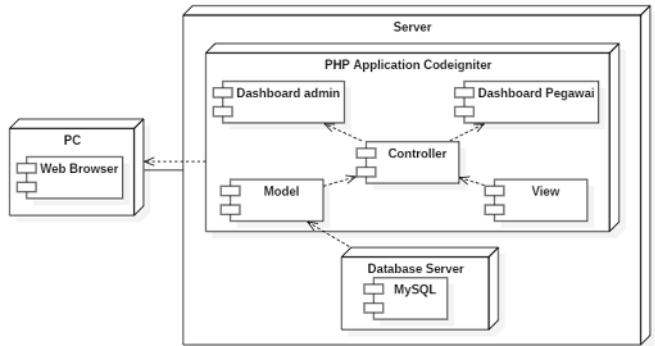 Server
PHP Application Codeigniter
Dashboard admin
Dashboard Pegawai
PC
Controller
Web Browser
Model
View
Database Server
MySQL